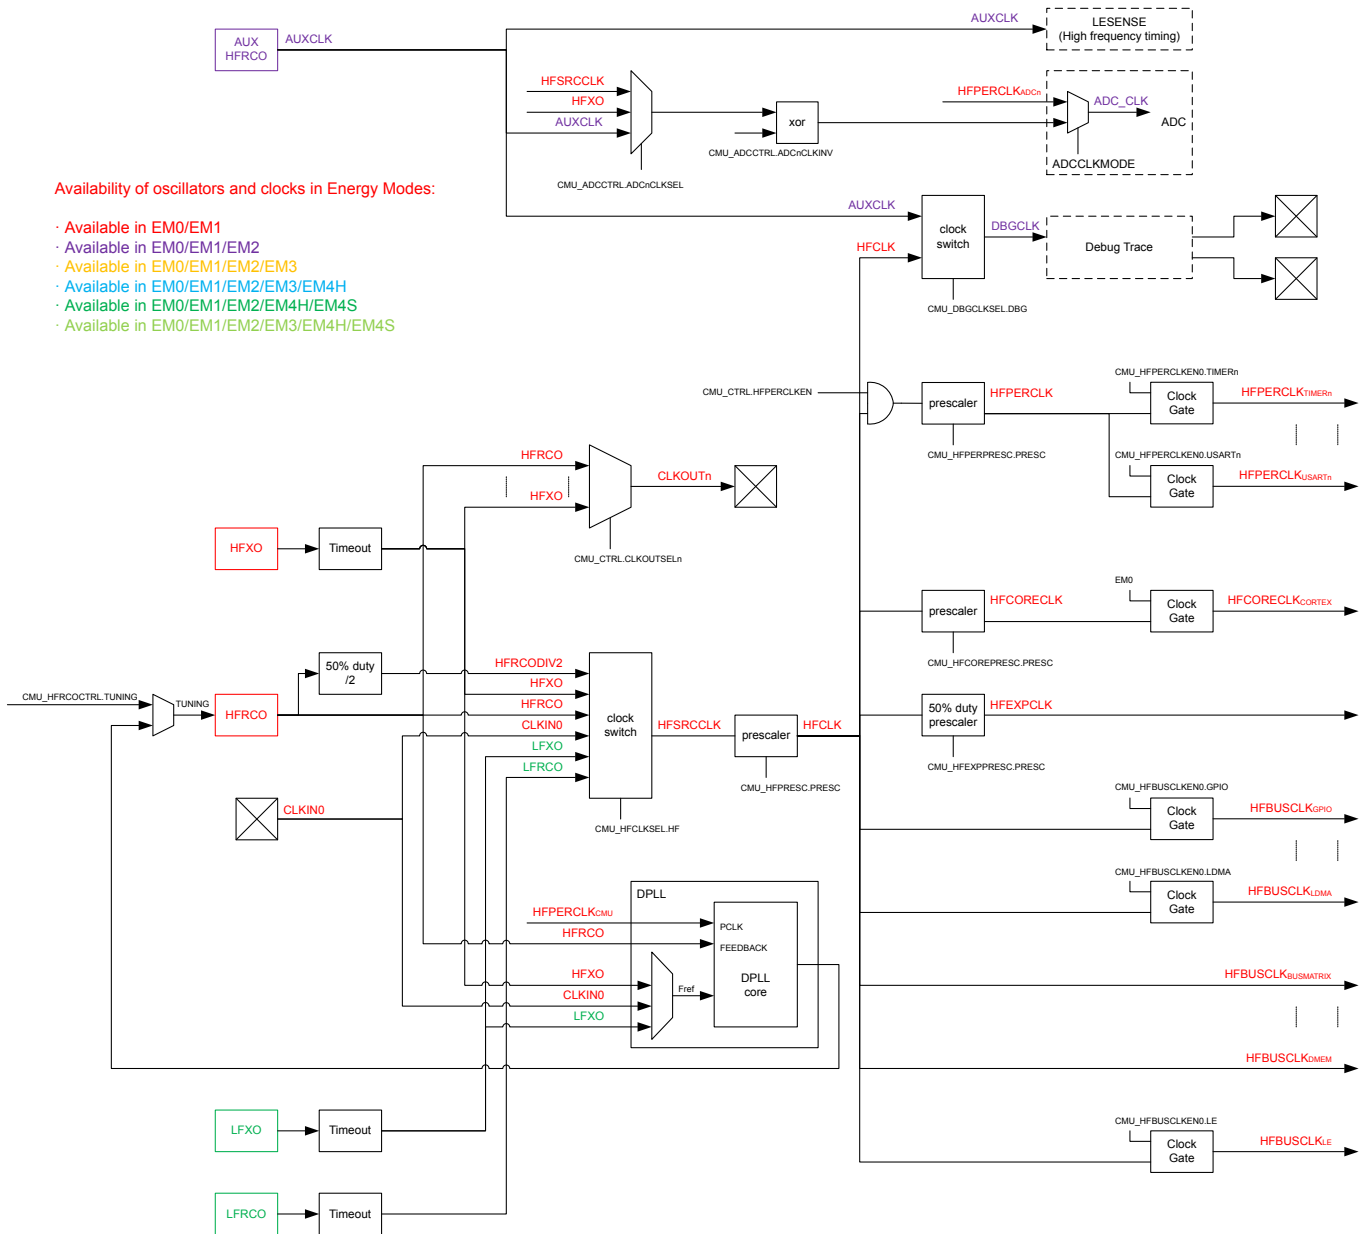 AUXCLK
LESENSE
(High frequency timing)
AUX
HFRCO
AUXCLK
HFSRCCLK
HFXO
AUXCLK
CMU_ADCCTRL.ADCnCLKSEL
xor
CMU_ADCCTRL.ADCnCLKINV
HFPERCLKADCn
ADC_CLK
ADC
ADCCLKMODE
Availability of oscillators and clocks in Energy Modes:
· Available in EM0/EM1
· Available in EM0/EM1/EM2
· Available in EM0/EM1/EM2/EM3
· Available in EM0/EM1/EM2/EM3/EM4H
· Available in EM0/EM1/EM2/EM4H/EM4S
· Available in EM0/EM1/EM2/EM3/EM4H/EM4S
AUXCLK
HFCLK
clock
switch
DBGCLK
Debug Trace
CMU_DBGCLKSEL.DBG
CMU_CTRL.HFPERCLKEN
prescaler
HFPERCLK
CMU_HFPERPRESC.PRESC
CMU_HFPERCLKEN0.TIMERn
Clock
Gate
HFPERCLKTIMERn
CMU_HFPERCLKEN0.USARTn
Clock
Gate
HFPERCLKUSARTn
HFRCO
HFXO
CLKOUTn
CMU_CTRL.CLKOUTSELn
HFXO
Timeout
prescaler
HFCORECLK
CMU_HFCOREPRESC.PRESC
EM0
Clock
Gate
HFCORECLKCORTEX
CMU_HFRCOCTRL.TUNING
TUNING
HFRCO
50% duty
/2
HFRCODIV2
HFXO
HFRCO
CLKIN0
LFXO
LFRCO
clock
switch
CMU_HFCLKSEL.HF
HFSRCCLK
prescaler
CMU_HFPRESC.PRESC
HFCLK
50% duty
prescaler
HFEXPCLK
CMU_HFEXPPRESC.PRESC
CLKIN0
CMU_HFBUSCLKEN0.GPIO
Clock
Gate
HFBUSCLKGPIO
CMU_HFBUSCLKEN0.LDMA
Clock
Gate
HFBUSCLKLDMA
DPLL
HFPERCLKCMU
PCLK
HFRCO
FEEDBACK
HFXO
CLKIN0
LFXO
Fref
DPLL
core
HFBUSCLKBUSMATRIX
HFBUSCLKDMEM
LFXO
Timeout
CMU_HFBUSCLKEN0.LE
Clock
Gate
HFBUSCLKLE
LFRCO
Timeout